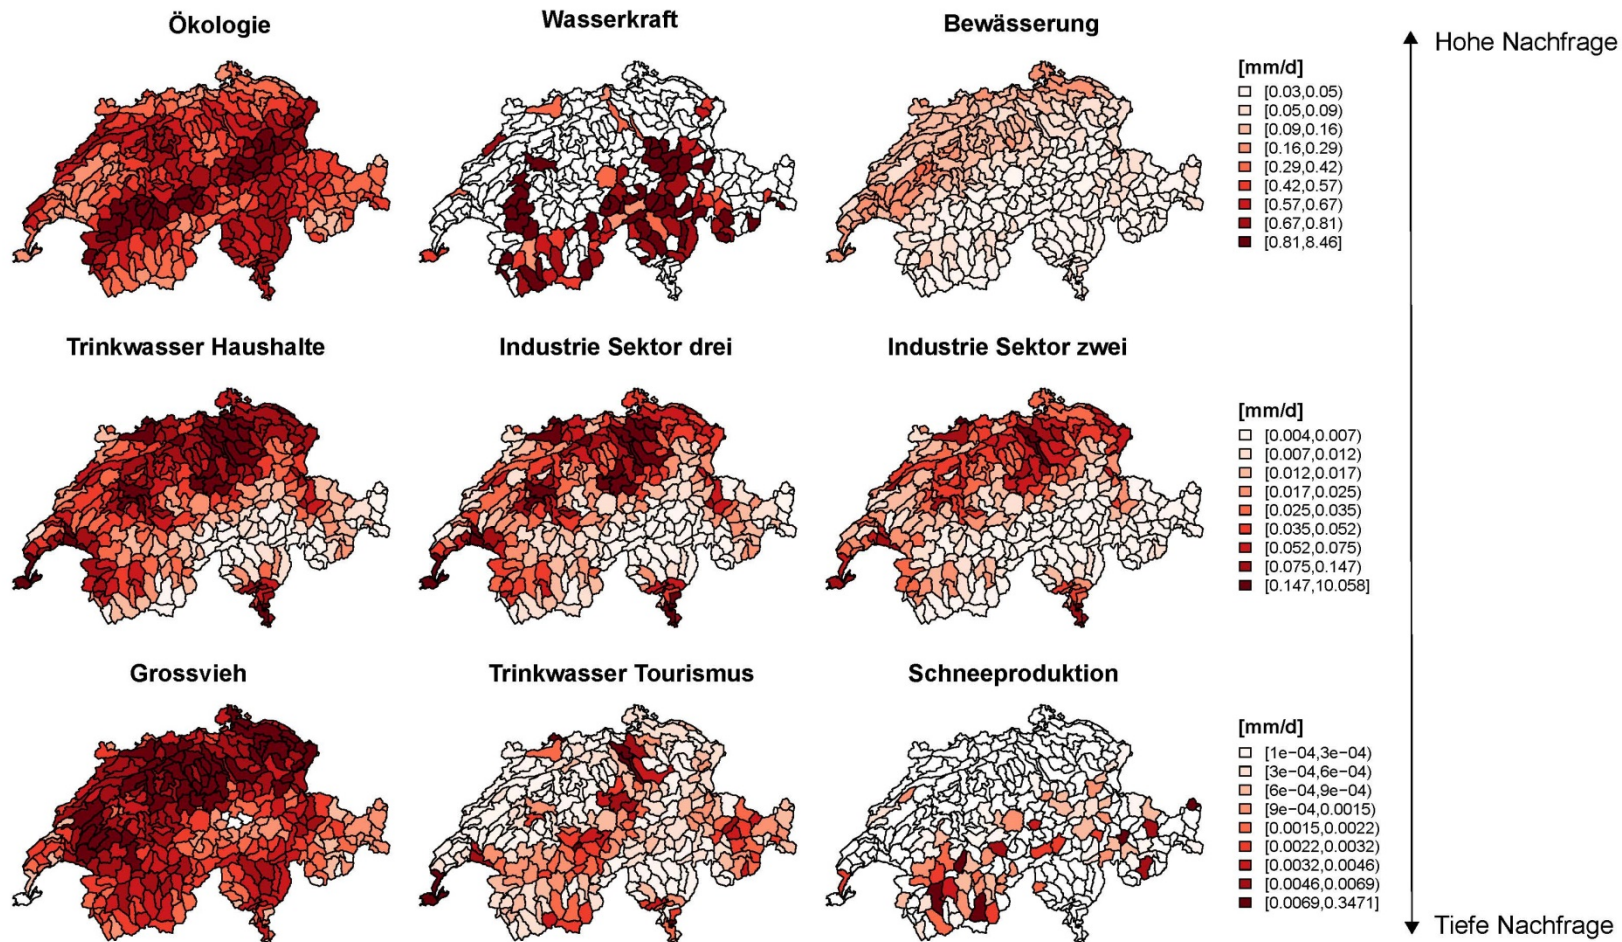 Ökologie
Wasserkraft
Bewässerung
Hohe Nachfrage
[mm/d]
[0.03,0.05)
[0.05,0.09)
[0.09,0.16)
[0.16,0.29)
[0.29,0.42)
[0.42,0.57)
[0.57,0.67)
[0.67,0.81)
[0.81,8.46]
Trinkwasser Haushalte
Industrie Sektor drei
Industrie Sektor zwei
[mm/d]
[0.004,0.007)
[0.007,0.012)
[0.012,0.017)
[0.017,0.025)
[0.025,0.035)
[0.035,0.052)
[0.052,0.075)
[0.075,0.147)
[0.147,10.058]
Grossvieh
Trinkwasser Tourismus
Schneeproduktion
[mm/d]
[1e−04,3e−04)
[3e−04,6e−04)
[6e−04,9e−04)
[9e−04,0.0015)
[0.0015,0.0022)
[0.0022,0.0032)
[0.0032,0.0046)
[0.0046,0.0069)
[0.0069,0.3471]
Tiefe Nachfrage